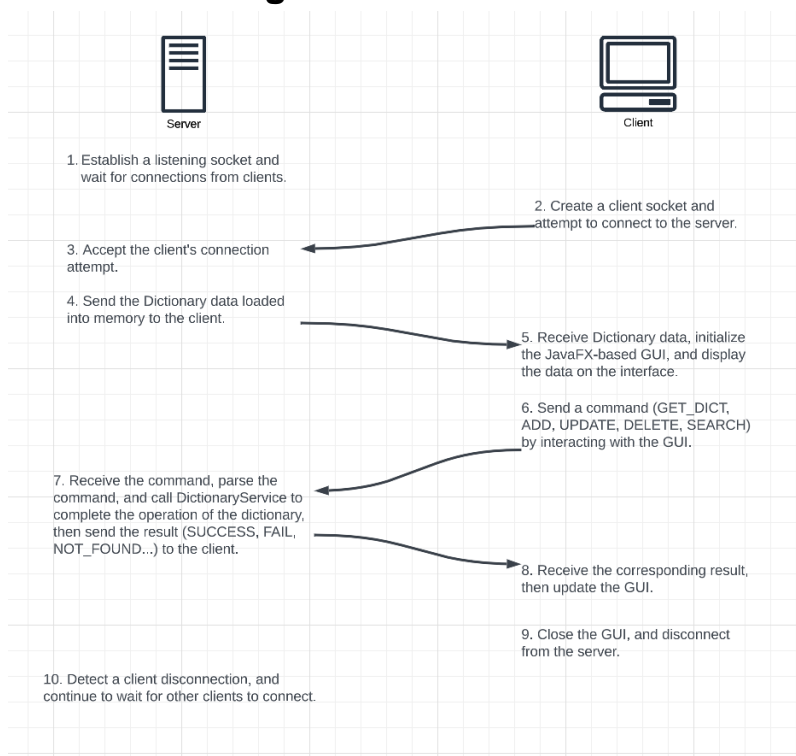 Server
Client
1. Establish a listening socket and
wait for connections from clients.
2. Create a client socket and
attempt to connect to the server.
3. Accept the client's connection
attempt.
4. Send the Dictionary data loaded
into memory to the client.
5. Receive Dictionary data, initialize
the JavaFX-based GUI, and display
the data on the interface.
6. Send a command (GET_DICT,
ADD, UPDATE, DELETE, SEARCH)
by interacting with the GUI.
7. Receive the command, parse the
command, and call DictionaryService to
complete the operation of the dictionary,
then send the result (SUCCESS, FAIL,
NOT_FOUND...) to the client.
8. Receive the corresponding result,
then update the GUI.
9. Close the GUI, and disconnect
from the server.
10. Detect a client disconnection, and
continue to wait for other clients to connect.